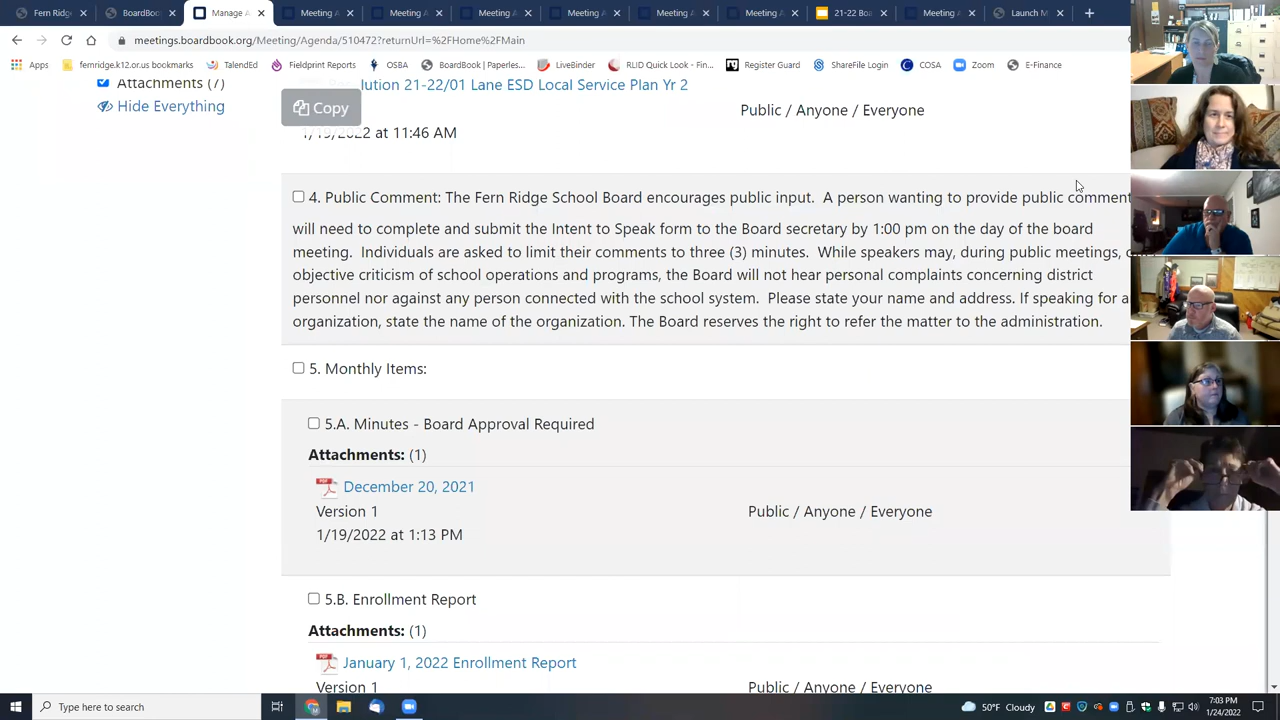 Fern Ridg
BoardBoo
Manage A
Meeting A
Meeting
Meeting
Meeting A
21-22 Boa
Meeting
Launch M
meetings.boardbook.org/Meeting/Agenda/510472?returnUrl=%2FHome%2FMain
Apps
fernridge.k12.or.us bookmarks
TalendEd
Fieldprint Reports
OSBA
BoardBook Paperless
LiveBinder
RLID Quick Look - Fin...
Register Guard
ShareFile Login
COSA
Zoom
E-Finance
Attachments (7)
Hide Everything
Copy
lution 21-22/01 Lane ESD Local Service Plan Yr 2
Public / Anyone / Everyone
1/19/2022 at 11:46 AM
4. Public Comment: The Fern Ridge School Board encourages public input. A person wanting to provide public comment
will need to complete and submit the Intent to Speak form to the Board secretary by 1:00 pm on the day of the board
meeting. Individuals are asked to limit their comments to three (3) minutes. While speakers may, during public meetings,
objective criticism of school operations and programs, the Board will not hear personal complaints concerning district
personnel nor against any person connected with the school system. Please state your name and address. If speaking for a
organization, state the name of the organization. The Board reserves the right to refer the matter to the administration.
5. Monthly Items:
5.A. Minutes - Board Approval Required
Attachments: (1)
December 20, 2021
Version 1
Public / Anyone / Everyone
1/19/2022 at 1:13 PM
5.B. Enrollment Report
Attachments: (1)
January 1, 2022 Enrollment Report
Version 1
Public / Anyone / Everyone
Type here to search
50°F Cloudy
7:03 PM
1/24/2022